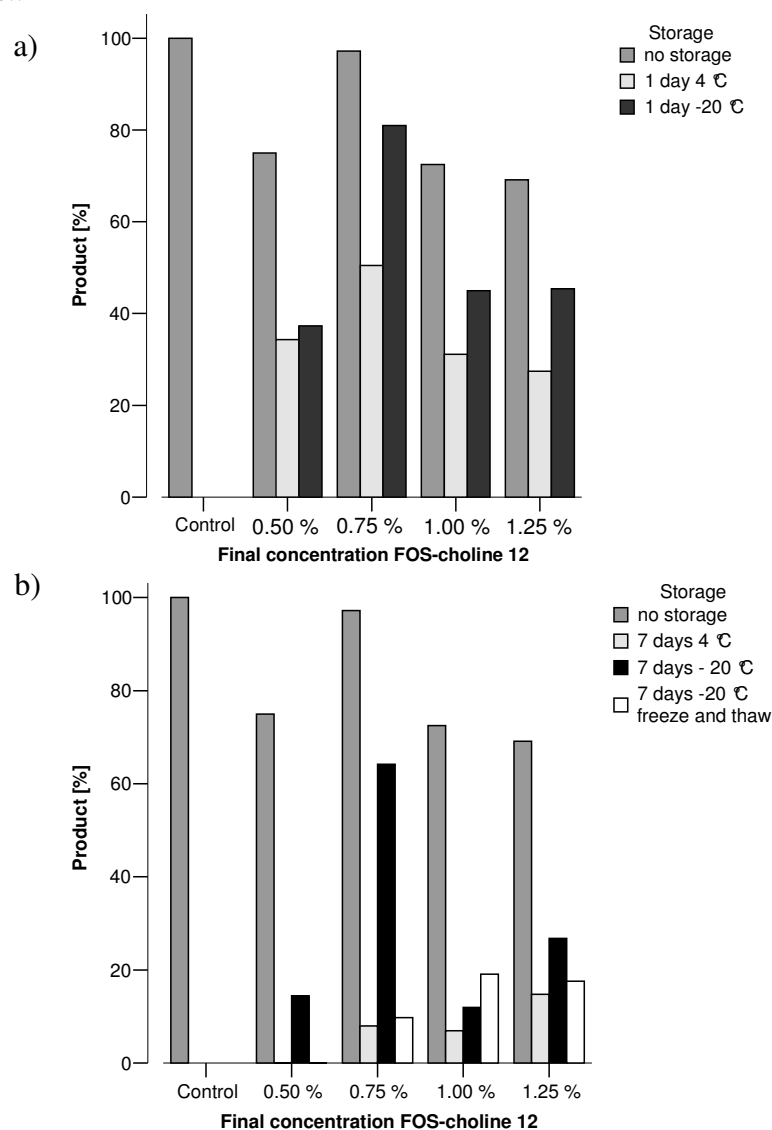 a)
Storage
no storage
1 day 4 ℃
1 day -20 ℃
Product [%]
100
80
60
40
20
0
Control 0.50 % 0.75 % 1.00 % 1.25 %
Final concentration FOS-choline 12
b)
Storage
no storage
7 days 4 ℃
7 days - 20 ℃
7 days -20 ℃
freeze and thaw
Product [%]
100
80
60
40
20
0
Control 0.50 % 0.75 % 1.00 % 1.25 %
Final concentration FOS-choline 12